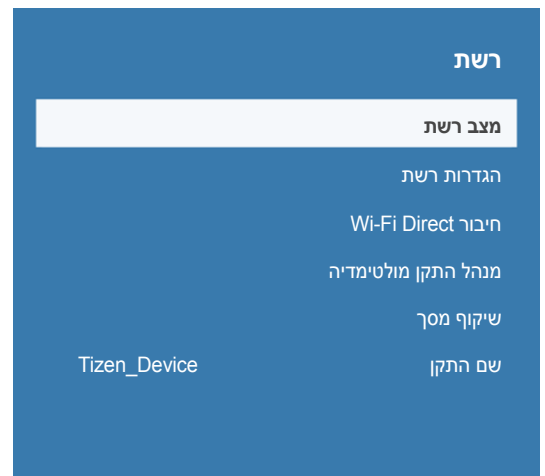 רשת
מצב רשת
הגדרות רשת
חיבור Wi-Fi Direct
מנהל התקן מולטימדיה
שיקוף מסך
שם התקן Tizen_Device